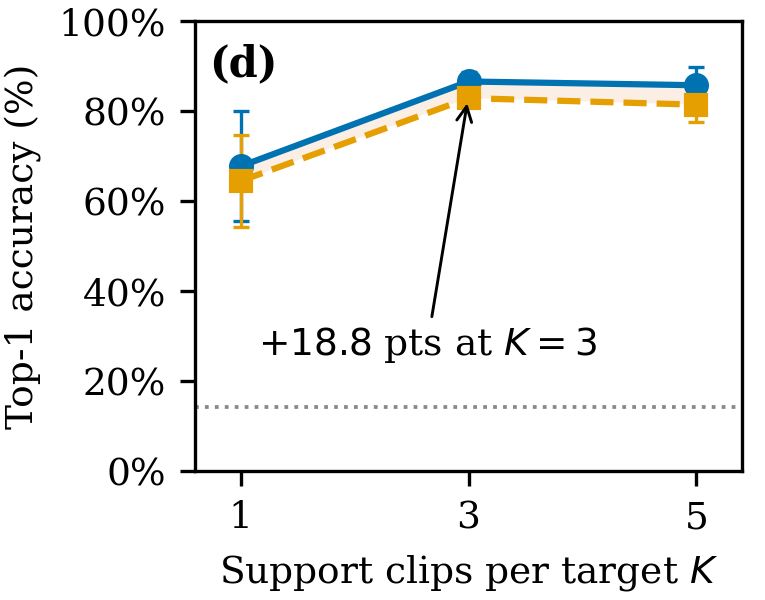 (d)
Top-1 accuracy (%)
100%
80%
60%
40%
20%
0%
+18.8 pts at K = 3
1 3 5
Support clips per target K